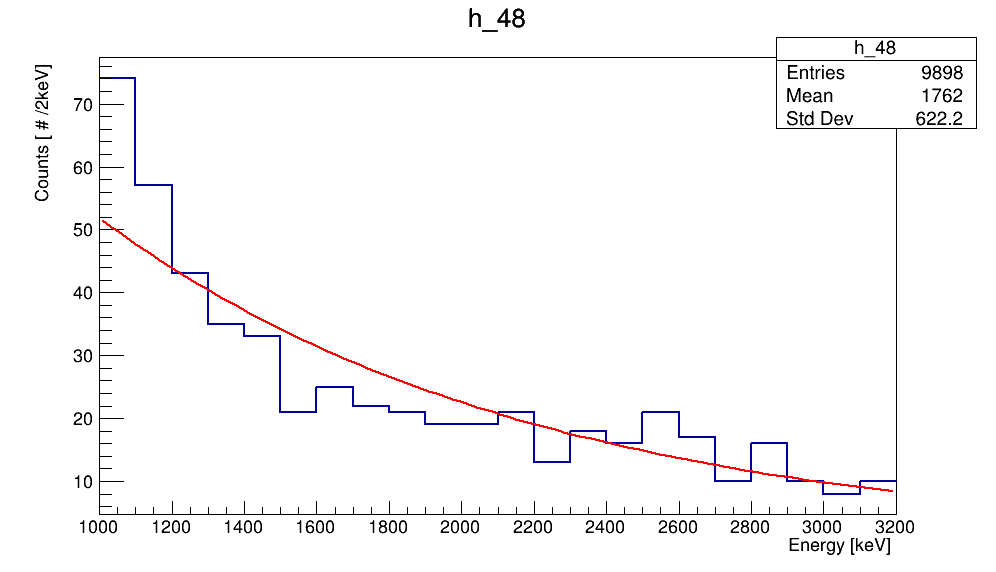 h_48
h_48
Entries 9898
Mean 1762
Std Dev 622.2
Counts [ # /2keV]
70
60
50
40
30
20
10
1000 1200 1400 1600 1800 2000 2200 2400 2600 2800 3000 3200
Energy [keV]